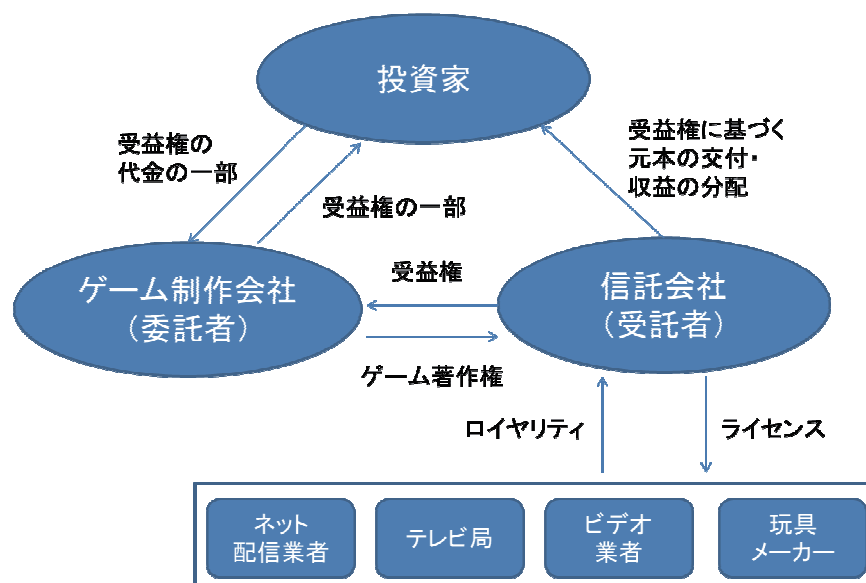 投資家
受益権の
代金の一部
受益権の一部
受益権に基づく
元本の交付・
収益の分配
ゲーム制作会社
（委託者）
受益権
ゲーム著作権
信託会社
（受託者）
ロイヤリティ
ライセンス
ネット
配信業者
テレビ局
ビデオ
業者
玩具
メーカー